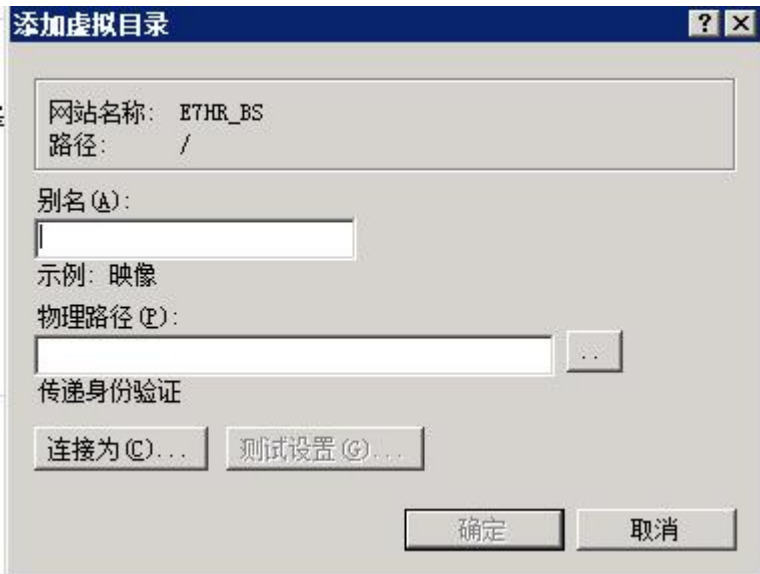 添加虚拟目录
网站名称: E7HR_BS
路径: /
别名(A):
示例: 映像
物理路径(P):
..
传递身份验证
连接为(C)... 测试设置(G)...
确定 取消